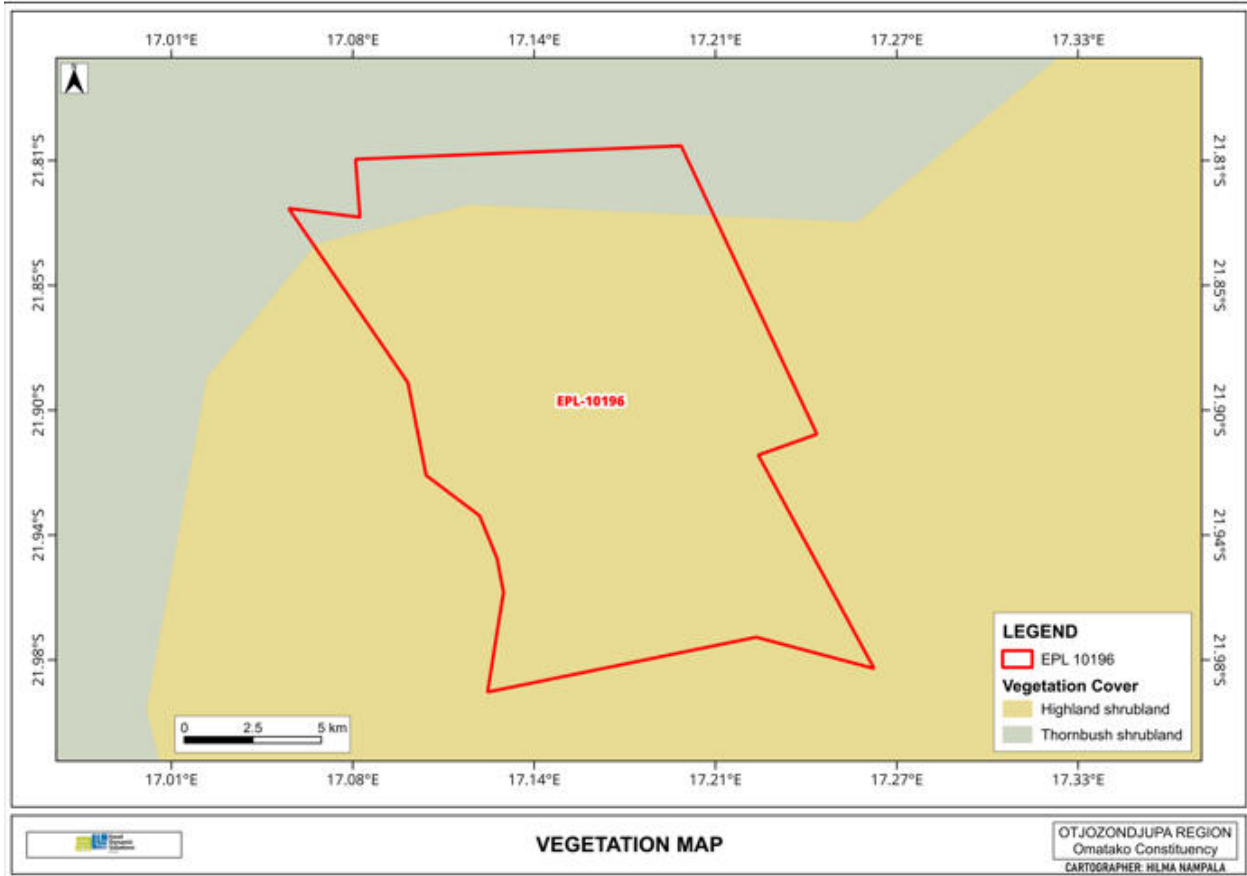 17.01°E 17.08°E 17.14°E 17.21°E 17.27°E 17.33°E
21.81°S 21.81°S
21.85°S 21.85°S
EPL-10196
21.90°S 21.90°S
21.94°S 21.94°S
21.98°S 21.98°S
LEGEND
EPL 10196
Vegetation Cover
Highland shrubland
Thornbush shrubland
0 2.5 5 km
17.01°E 17.08°E 17.14°E 17.21°E 17.27°E 17.33°E
VEGETATION MAP
OTJOZONDJUPA REGION
Omatako Constituency
CARTOGRAPHER: HILMA NAMPALA